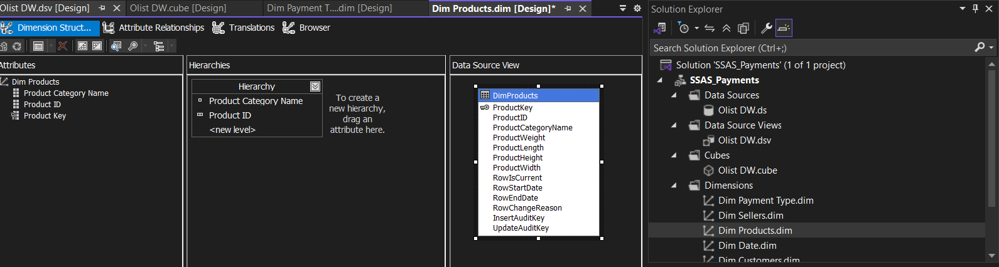 Olist DW.dsv [Design]
Olist DW.cube [Design]
Dim Payment T....dim [Design]
Dim Products.dim [Design]*
Dimension Struct...
Attribute Relationships
Translations
Browser
Attributes
Dim Products
Product Category Name
Product ID
Product Key
Hierarchies
Hierarchy
Product Category Name
Product ID
<new level>
To create a
new hierarchy,
drag an
attribute here.
Data Source View
DimProducts
ProductKey
ProductID
ProductCategoryName
ProductWeight
ProductLength
ProductHeight
ProductWidth
RowIsCurrent
RowStartDate
RowEndDate
RowChangeReason
InsertAuditKey
UpdateAuditKey
Solution Explorer
Search Solution Explorer (Ctrl+;)
Solution 'SSAS_Payments' (1 of 1 project)
SSAS_Payments
Data Sources
Olist DW.ds
Data Source Views
Olist DW.dsv
Cubes
Olist DW.cube
Dimensions
Dim Payment Type.dim
Dim Sellers.dim
Dim Products.dim
Dim Date.dim
Dim Customers.dim